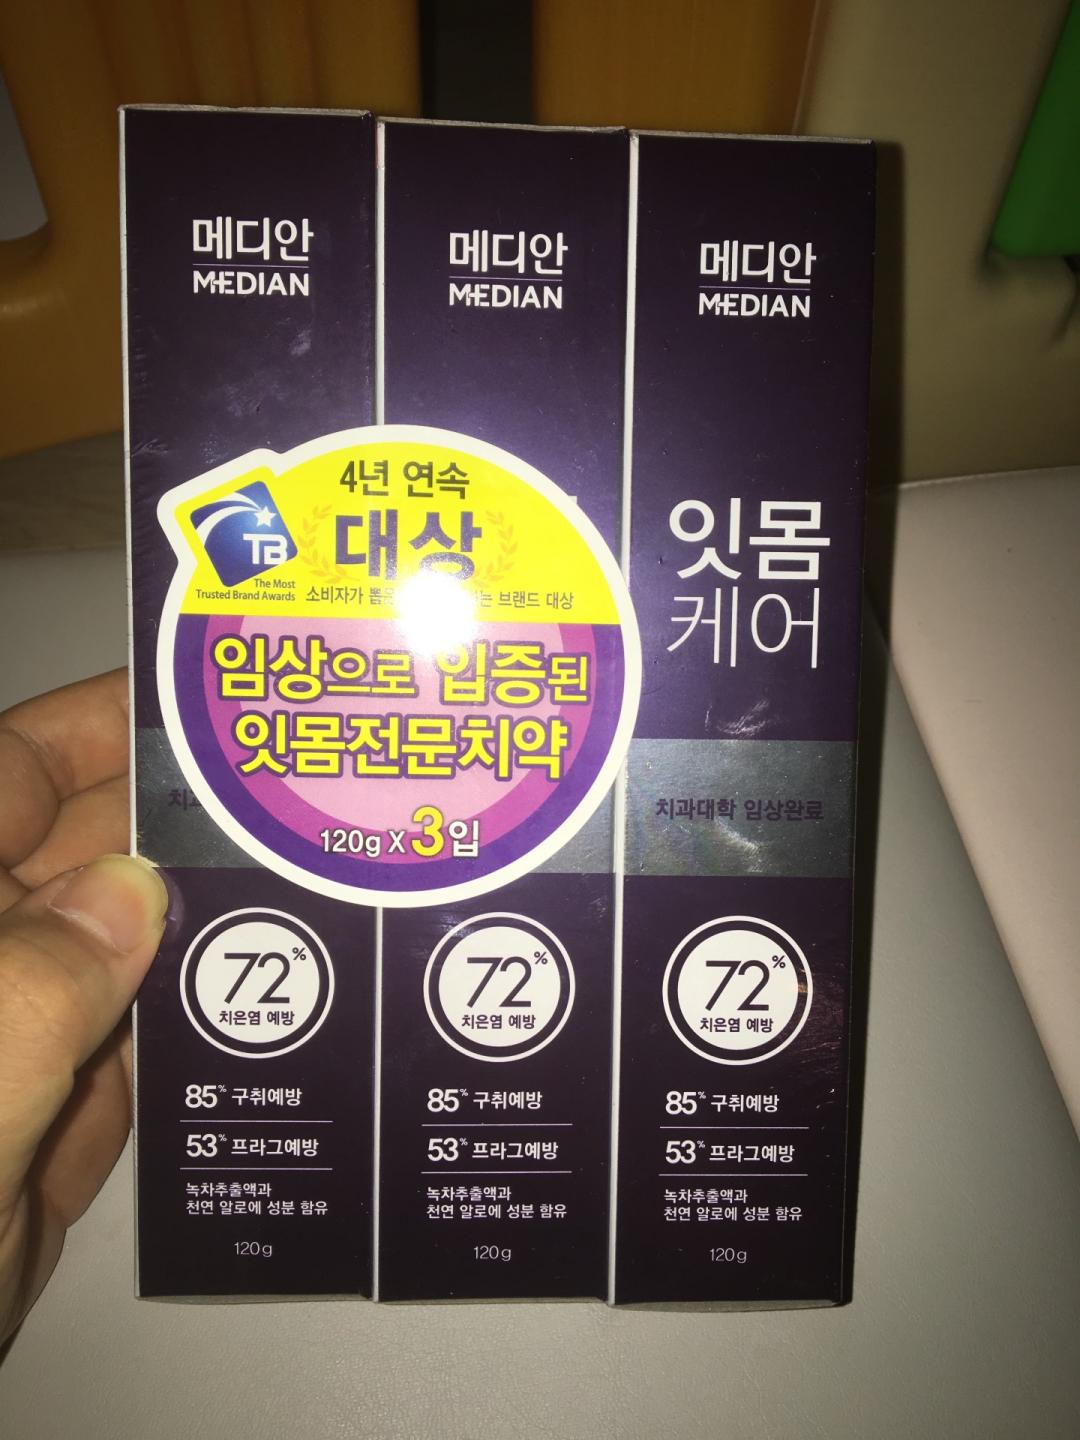 메디안
MEDIAN
메디안
MEDIAN
메디안
MEDIAN
4년 연속
대상
TB
The Most
Trusted Brand Awards
소비자가 브랜드 대상
임상으로 입증된
잇몸전문치약
120g X 3입
잇몸
케어
치과대학 임상완료
치과
72%
치은염 예방
85% 구취예방
53% 프라그예방
녹차추출액과
천연 알로에 성분 함유
120g
72%
치은염 예방
85% 구취예방
53% 프라그예방
녹차추출액과
천연 알로에 성분 함유
120g
72%
치은염 예방
85% 구취예방
53% 프라그예방
녹차추출액과
천연 알로에 성분 함유
120g